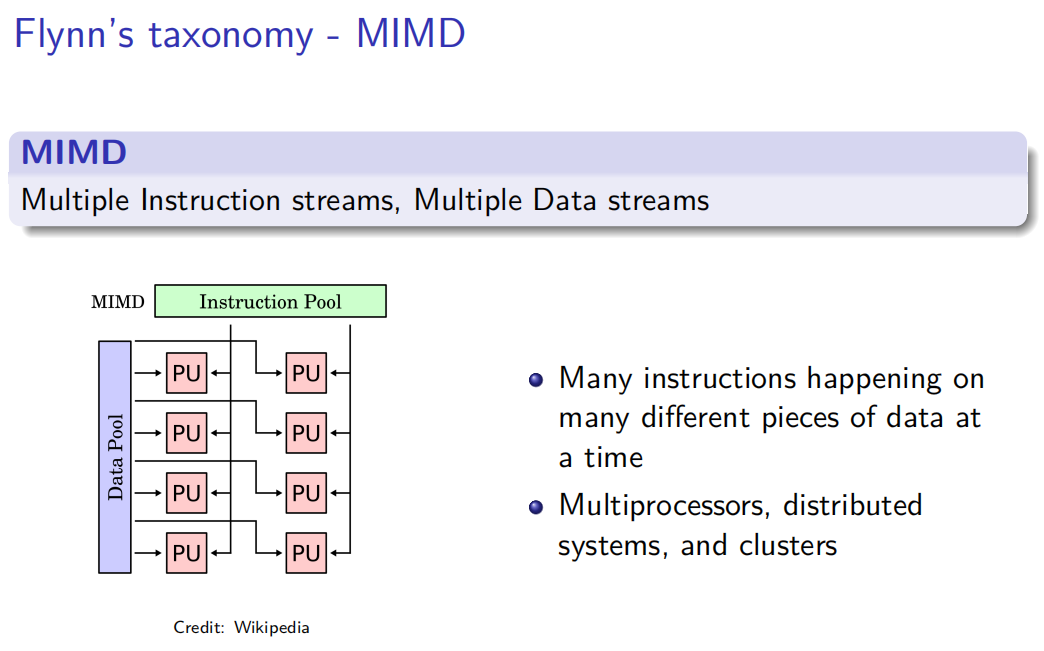 Flynn's taxonomy - MIMD
MIMD
Multiple Instruction streams, Multiple Data streams
MIMD
Instruction Pool
Data Pool
PU
PU
PU
PU
PU
PU
PU
PU
Credit: Wikipedia
Many instructions happening on
many different pieces of data at
a time
Multiprocessors, distributed
systems, and clusters